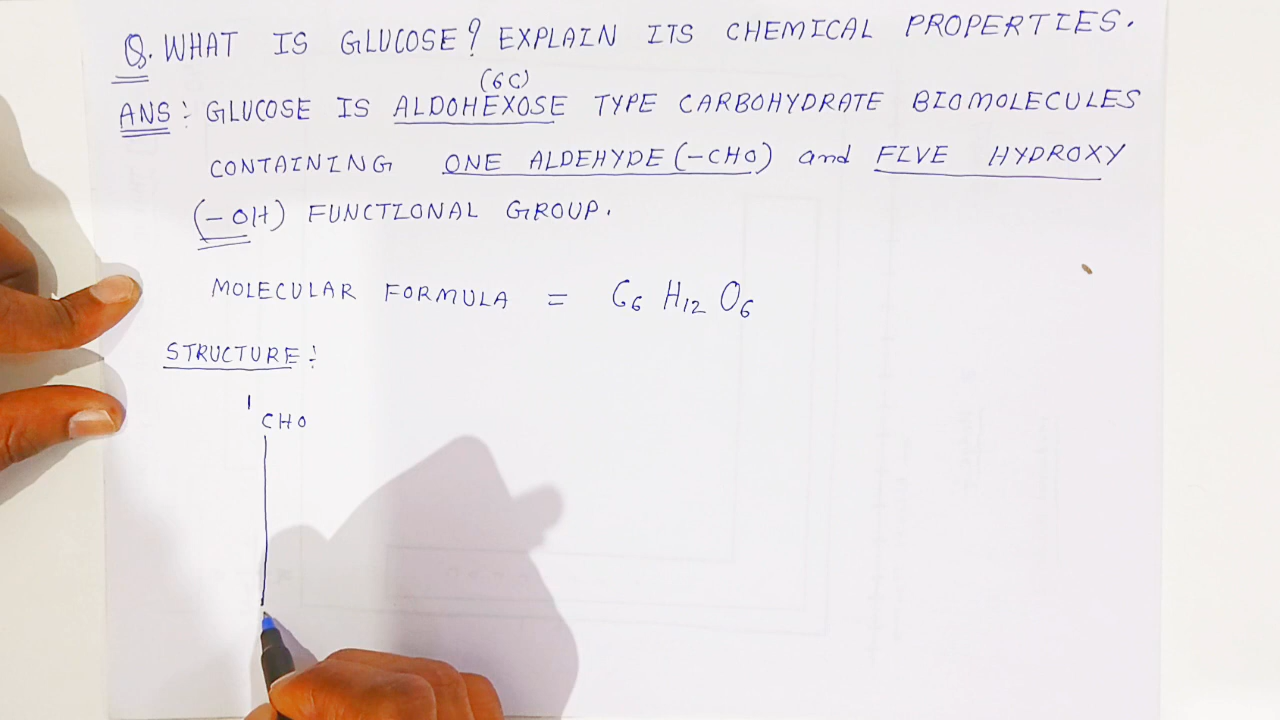 Q. WHAT IS GLUCOSE? EXPLAIN ITS CHEMICAL PROPERTIES.
(6C)
ANS: GLUCOSE IS ALDOHEXOSE TYPE CARBOHYDRATE BIOMOLECULES
CONTAINING ONE ALDEHYDE (-CHO) and FIVE HYDROXY
(-OH) FUNCTIONAL GROUP.
MOLECULAR FORMULA = C6 H12 O6
STRUCTURE:
1
CHO